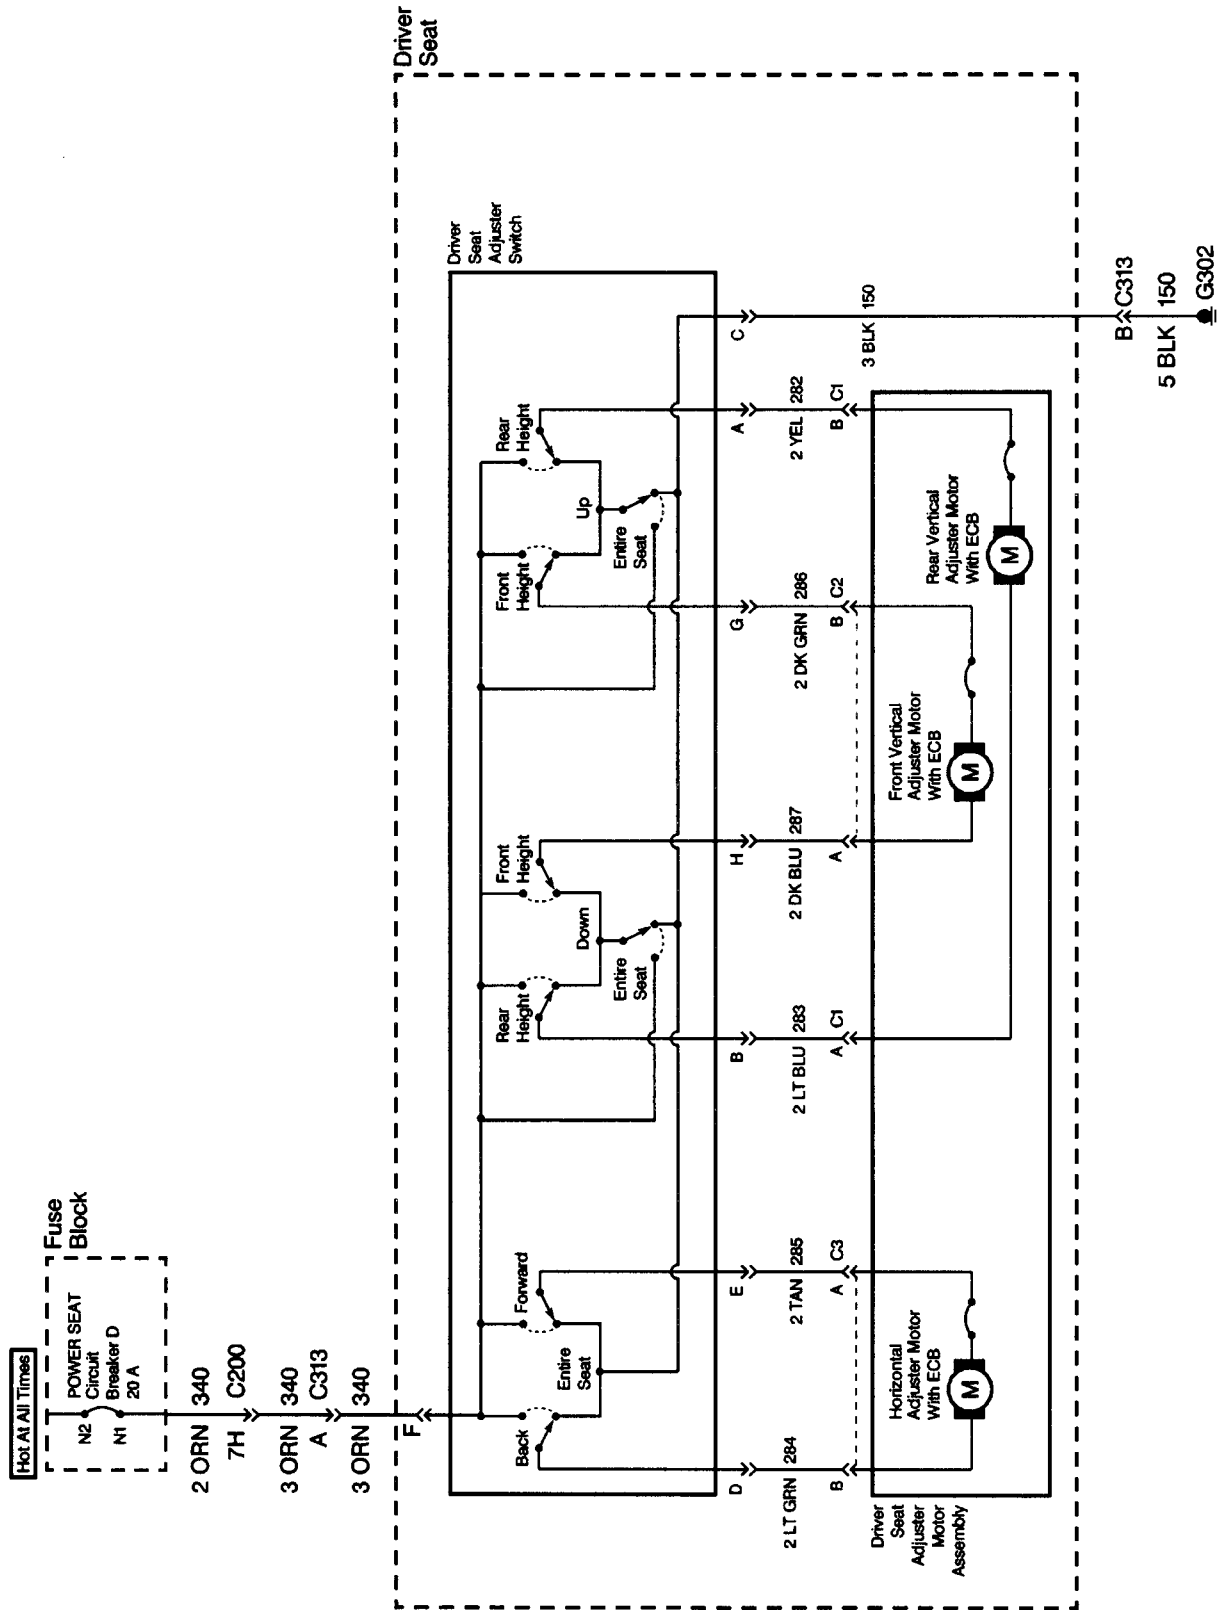 Hot At All Times
Fuse
Block
POWER SEAT
Circuit
Breaker D
20 A
N2
N1
2 ORN 340
7H C200
3 ORN 340
A C313
3 ORN 340
F
Driver
Seat
Driver
Seat
Adjuster
Switch
Back
Forward
Entire
Seat
Rear
Height
Front
Height
Down
Entire
Seat
Front
Height
Rear
Height
Up
Entire
Seat
D
E
B
H
G
A
C
2 LT GRN 284
2 TAN 285
2 LT BLU 283
2 DK BLU 287
2 DK GRN 286
2 YEL 282
3 BLK 150
B
A C3
A C1
A
B C2
B C1
Driver
Seat
Adjuster
Motor
Assembly
Horizontal
Adjuster Motor
With ECB
M
Front Vertical
Adjuster Motor
With ECB
M
Rear Vertical
Adjuster Motor
With ECB
M
B C313
5 BLK 150
G302